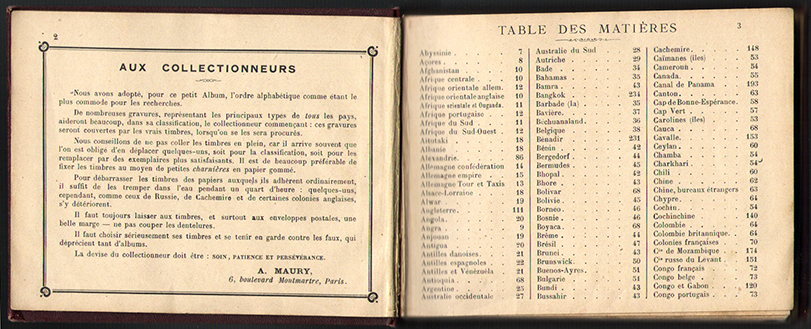 2
AUX COLLECTIONNEURS
Nous avons adopté, pour ce petit Album, l'ordre alphabétique comme étant le
plus commode pour les recherches.
De nombreuses gravures, représentant les principaux types de tous les pays,
aideront beaucoup, dans sa classification, le collectionneur commençant : ces gravures
seront couvertes par les vrais timbres, lorsqu'on se les sera procurés.
Nous conseillons de ne pas coller les timbres en plein, car il arrive souvent que
l'on est obligé d'en déplacer quelques-uns, soit pour la classification, soit pour les
remplacer par des exemplaires plus satisfaisants. Il est de beaucoup préférable de
fixer les timbres au moyen de petites charnières en papier gommé.
Pour débarrasser les timbres des papiers auxquels ils adhèrent ordinairement,
il suffit de les tremper dans l'eau pendant un quart d'heure : quelques-uns,
cependant, comme ceux de Russie, de Cachemire et de certaines colonies anglaises,
s'y détériorent.
Il faut toujours laisser aux timbres, et surtout aux enveloppes postales, une
belle marge — ne pas couper les dentelures.
Il faut choisir sérieusement ses timbres et se tenir en garde contre les faux, qui
déprécient tant d'albums.
La devise du collectionneur doit être : SOIN, PATIENCE ET PERSÉVÉRANCE.
A. MAURY,
6, boulevard Montmartre, Paris.
TABLE DES MATIÈRES
3
Abyssinie 7
Açores 8
Afghanistan 10
Afrique centrale 10
Afrique orientale allem. 12
Afrique orientale anglaise 10
Afrique orientale et Ouganda. 11
Afrique portugaise 12
Afrique du Sud 11
Afrique du Sud-Ouest 12
Aitutaki 18
Albanie 18
Alexandrie. 86
Allemagne confédération 14
Allemagne empire 15
Allemagne Tour et Taxis 13
Alsace-Lorraine 18
Alwar 19
Angleterre. 111
Angola. 20
Angra 9
Anjouan 19
Antigoa 20
Antilles danoises. 21
Antilles espagnoles 22
Antilles et Vénézuéla 21
Antioquia 68
Argentine 25
Australie occidentale 27
Australie du Sud 28
Autriche 29
Bade 34
Bahamas 35
Bamra. 43
Bangkok 234
Barbade (la) 35
Bavière. 37
Bechuanaland. 36
Belgique 38
Benadir 231
Bénin 42
Bergedorf 44
Bermudes 45
Bhopal 42
Bhore 43
Bolivar 68
Bolivie 45
Borneo 46
Bosnie 46
Boyaca 68
Brême 44
Brésil 47
Brunei 43
Brunswick. 50
Buenos-Ayres. 51
Bulgarie 51
Bundi 43
Bussahir 43
Cachemire. 148
Caïmanes (îles) 53
Cameroun. 54
Canada. 55
Canal de Panama 193
Canton. 63
Cap de Bonne-Espérance. 58
Cap Vert 57
Carolines (îles) 53
Cauca 68
Cavalle. 153
Ceylan 60
Chamba 54
Charkhari 54
Chili 60
Chine 62
Chine, bureaux étrangers 63
Chypre 64
Cochin. 54
Cochinchine 140
Colombie 64
Colombie britannique. 64
Colonies françaises 70
Cie de Mozambique 174
Cie russe du Levant 151
Congo français 72
Congo belge 73
Congo et Gabon 120
Congo portugais 73